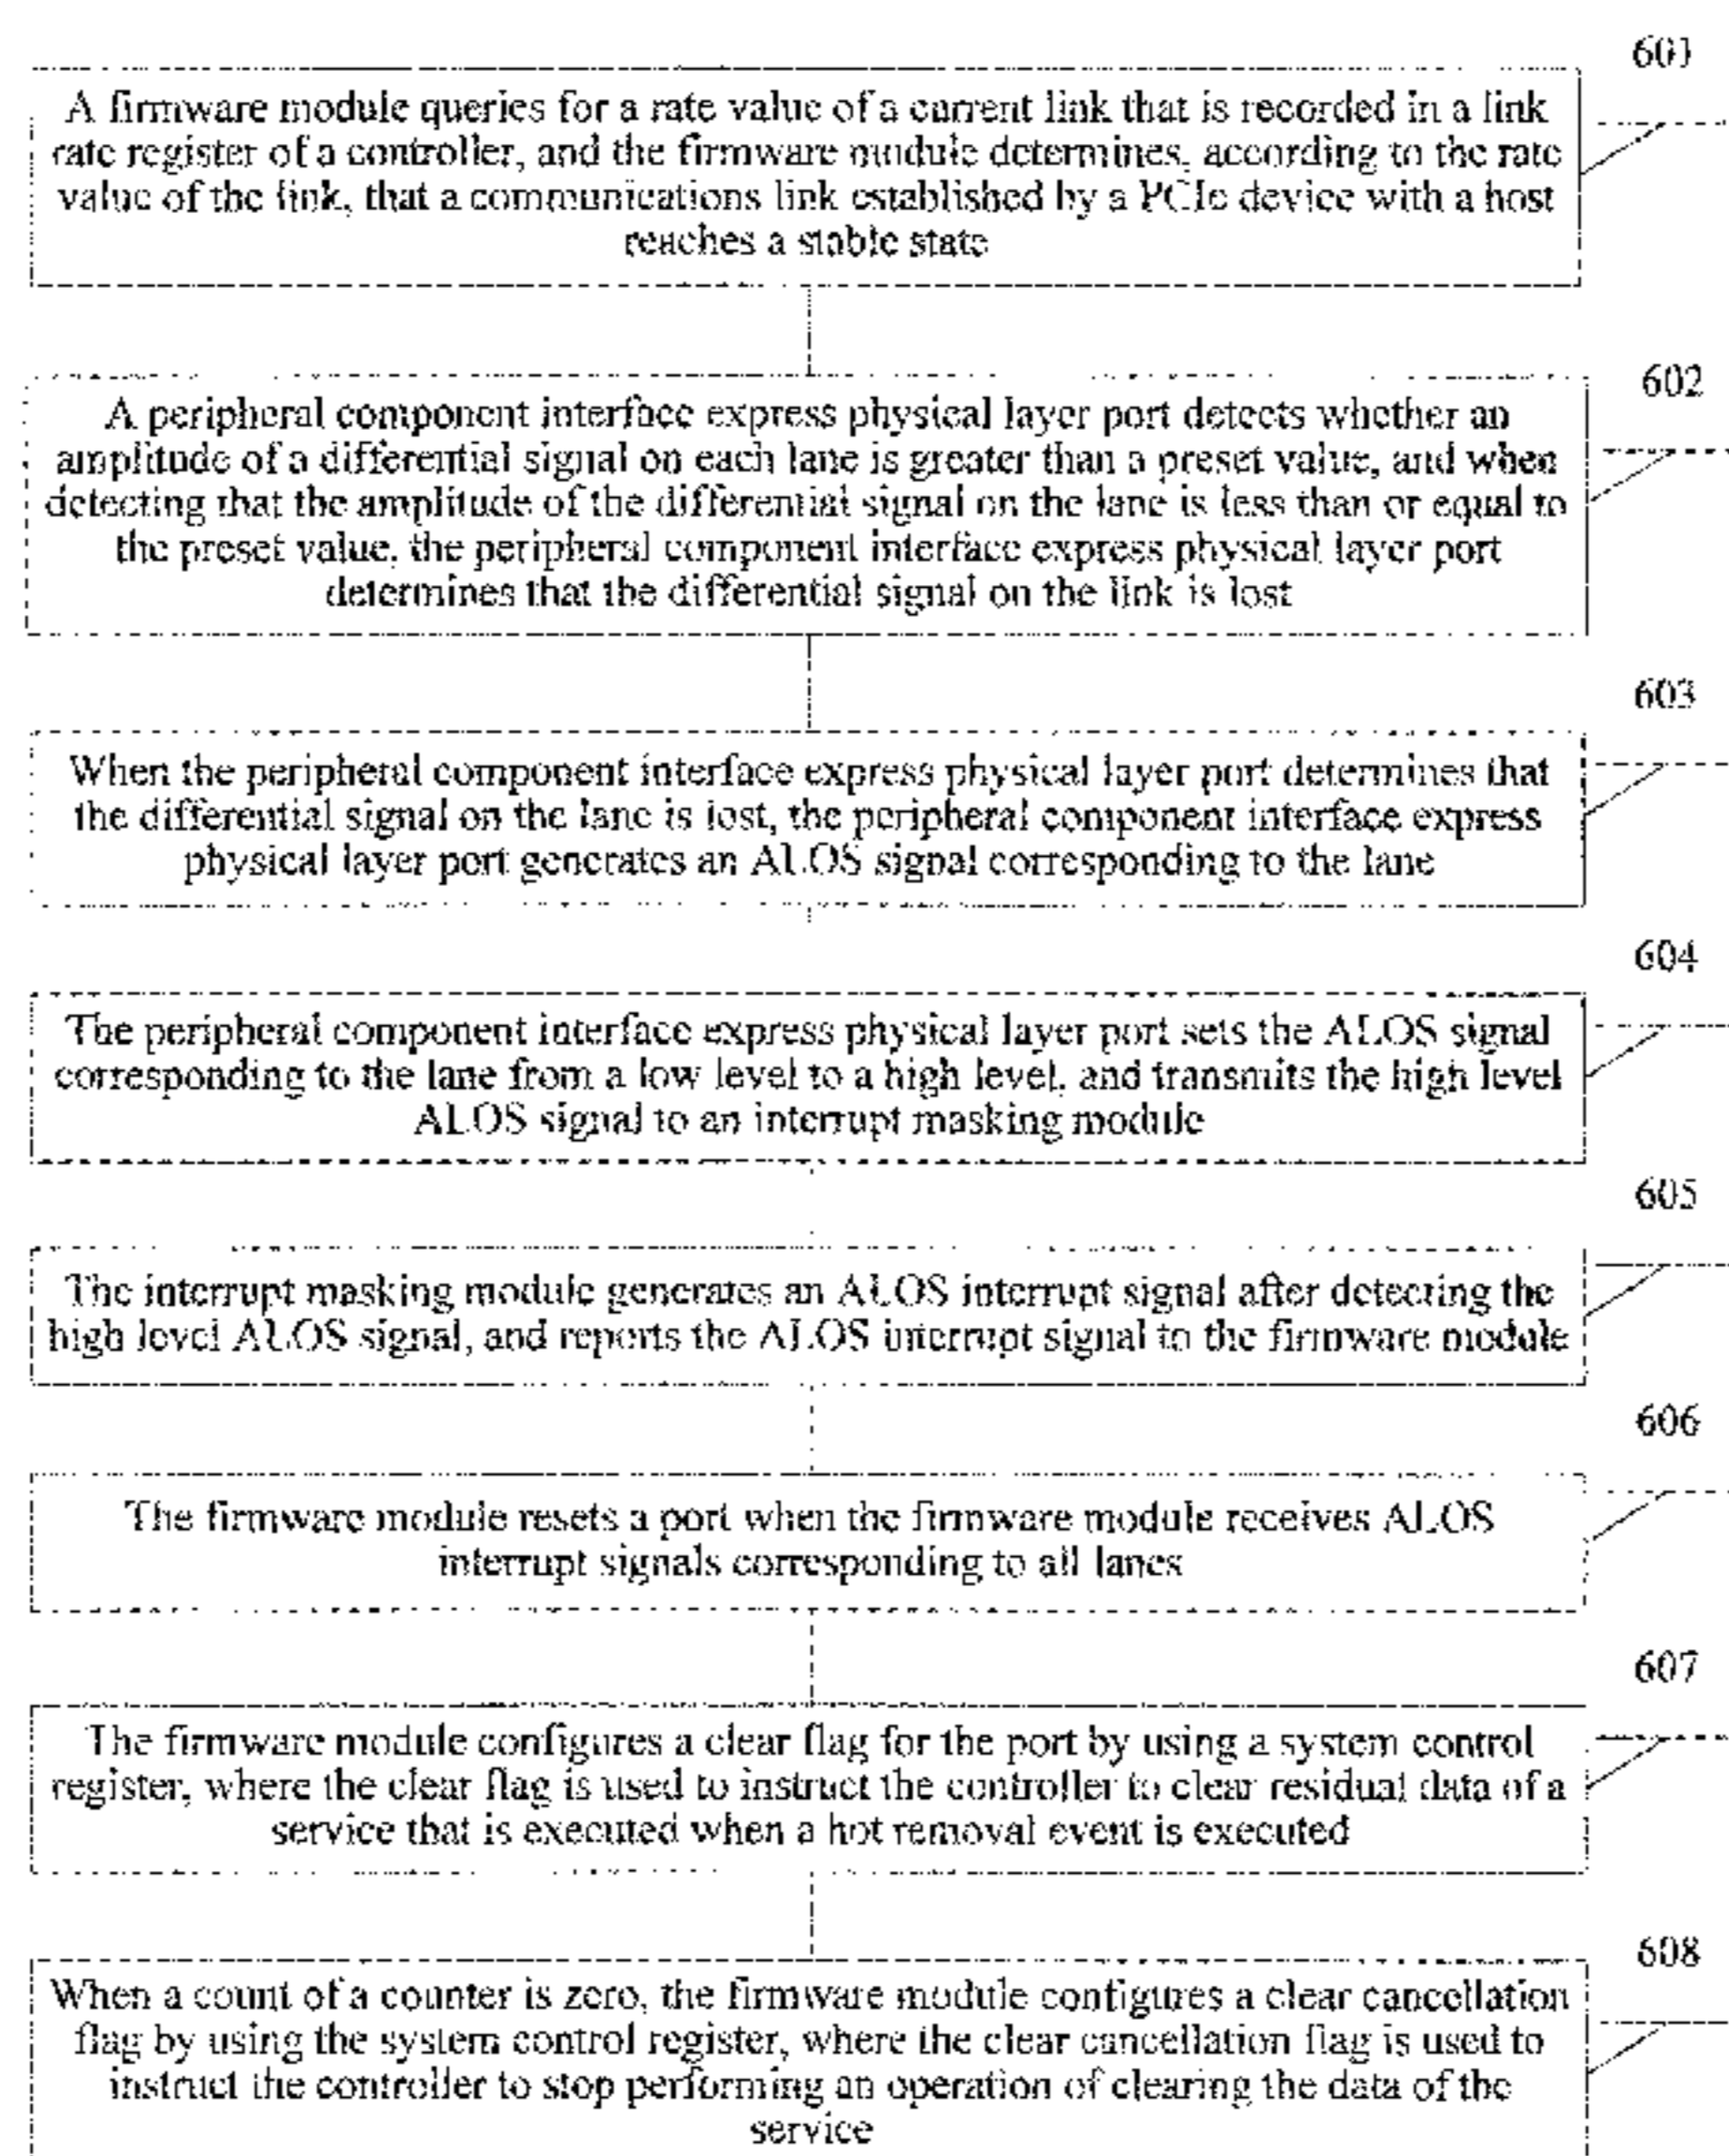 601
A firmware module queries for a rate value of a current link that is recorded in a link
rate register of a controller, and the firmware module determines, according to the rate
value of the link, that a communications link established by a PCIe device with a host
reaches a stable state
602
A peripheral component interface express physical layer port detects whether an
amplitude of a differential signal on each lane is greater than a preset value, and when
detecting that the amplitude of the differential signal on the lane is less than or equal to
the preset value, the peripheral component interface express physical layer port
determines that the differential signal on the link is lost
603
When the peripheral component interface express physical layer port determines that
the differential signal on the lane is lost, the peripheral component interface express
physical layer port generates an ALOS signal corresponding to the lane
604
The peripheral component interface express physical layer port sets the ALOS signal
corresponding to the lane from a low level to a high level, and transmits the high level
ALOS signal to an interrupt masking module
605
The interrupt masking module generates an ALOS interrupt signal after detecting the
high level ALOS signal, and reports the ALOS interrupt signal to the firmware module
606
The firmware module resets a port when the firmware module receives ALOS
interrupt signals corresponding to all lanes
607
The firmware module configures a clear flag for the port by using a system control
register, where the clear flag is used to instruct the controller to clear residual data of a
service that is executed when a hot removal event is executed
608
When a count of a counter is zero, the firmware module configures a clear cancellation
flag by using the system control register, where the clear cancellation flag is used to
instruct the controller to stop performing an operation of clearing the data of the
service